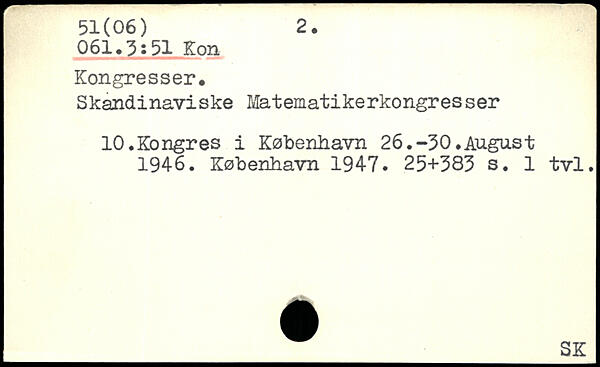 51(06) 2.
061.3:51 Kon
Kongresser.
Skandinaviske Matematikerkongresser
10.Kongres i København 26.-30.August
1946. København 1947. 25+383 s. 1 tvl.
SK